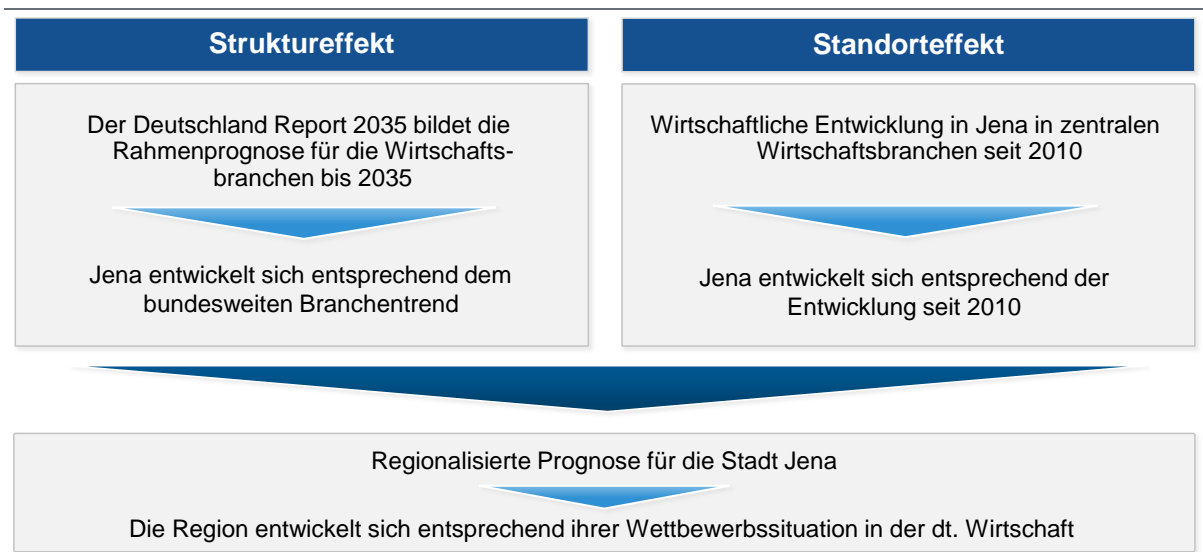 Struktureffekt
Der Deutschland Report 2035 bildet die
Rahmenprognose für die Wirtschafts-
branchen bis 2035
Jena entwickelt sich entsprechend dem
bundesweiten Branchentrend
Standorteffekt
Wirtschaftliche Entwicklung in Jena in zentralen
Wirtschaftsbranchen seit 2010
Jena entwickelt sich entsprechend der
Entwicklung seit 2010
Regionalisierte Prognose für die Stadt Jena
Die Region entwickelt sich entsprechend ihrer Wettbewerbssituation in der dt. Wirtschaft